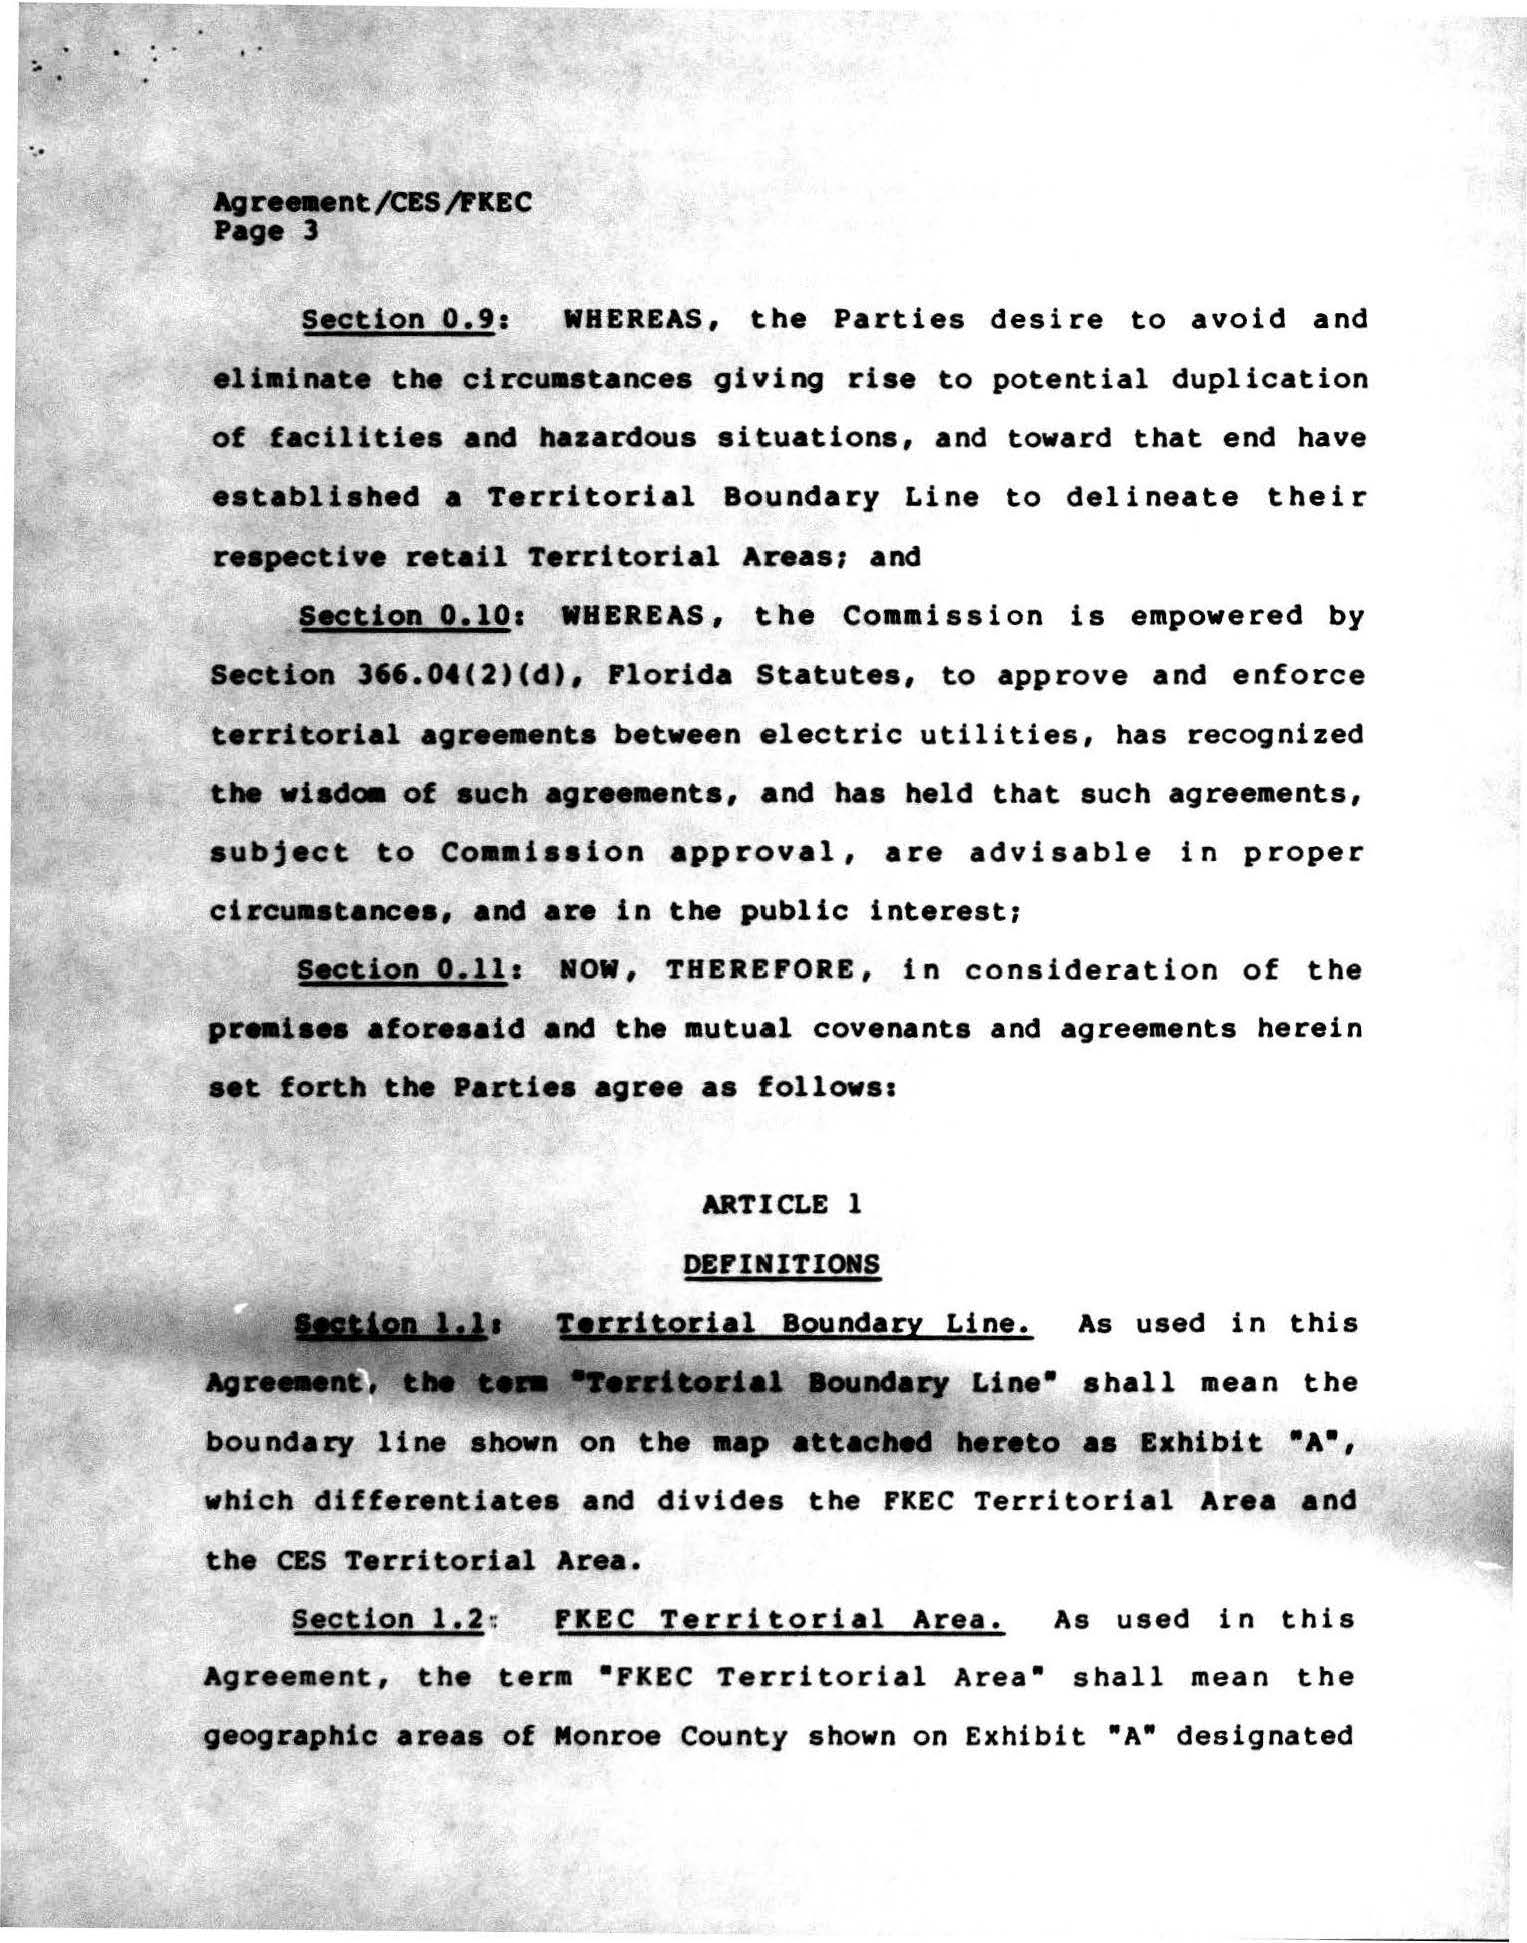 Agreement/CES/FKEC
Page 3
Section 0.9: WHEREAS, the Parties desire to avoid and
eliminate the circumstances giving rise to potential duplication
of facilities and hazardous situations, and toward that end have
established a Territorial Boundary Line to delineate their
respective retail Territorial Areas; and
Section 0.10: WHEREAS, the Commission is empowered by
Section 366.04(2)(d), Florida Statutes, to approve and enforce
territorial agreements between electric utilities, has recognized
the wisdom of such agreements, and has held that such agreements,
subject to Commission approval, are advisable in proper
circumstances, and are in the public interest;
Section 0.11: NOW, THEREFORE, in consideration of the
premises aforesaid and the mutual covenants and agreements herein
set forth the Parties agree as follows:
ARTICLE 1
DEFINITIONS
Section 1.1: Territorial Boundary Line. As used in this
Agreement, the term "Territorial Boundary Line" shall mean the
boundary line shown on the map attached hereto as Exhibit "A",
which differentiates and divides the FKEC Territorial Area and
the CES Territorial Area.
Section 1.2: FKEC Territorial Area. As used in this
Agreement, the term "FKEC Territorial Area" shall mean the
geographic areas of Monroe County shown on Exhibit "A" designated